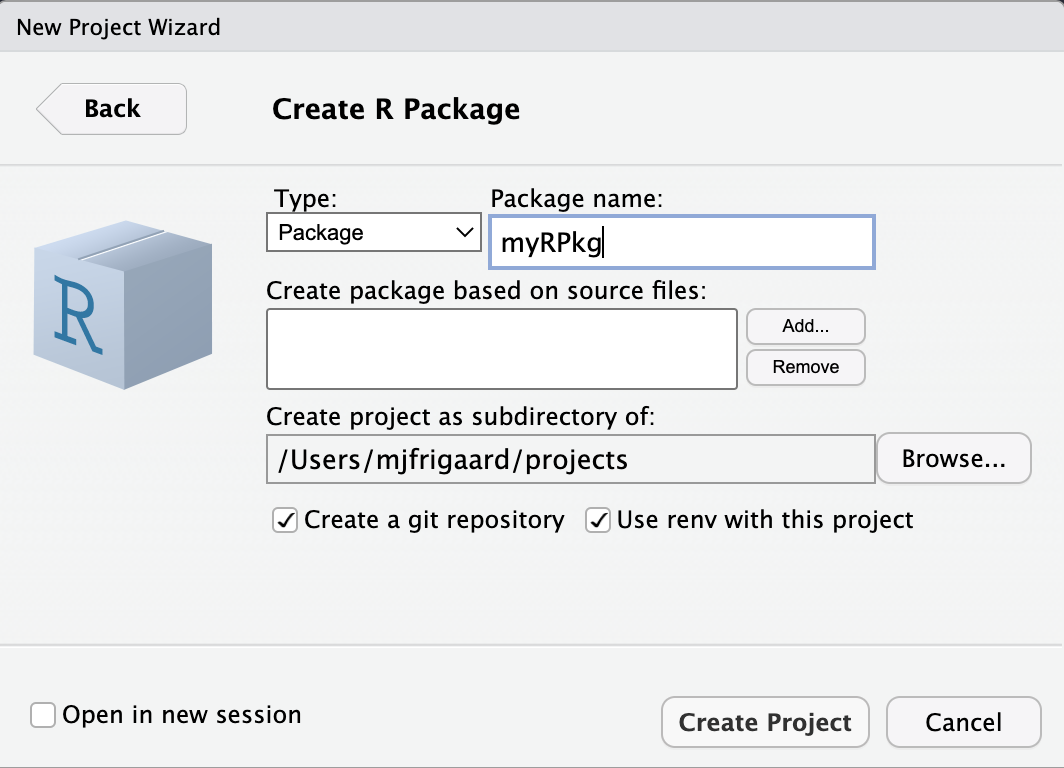 New Project Wizard
Back
Create R Package
R
Type:
Package name:
Package
myRPkg
Create package based on source files:
Add...
Remove
Create project as subdirectory of:
/Users/mjfrigaard/projects
Browse...
Create a git repository
Use renv with this project
Open in new session
Create Project
Cancel